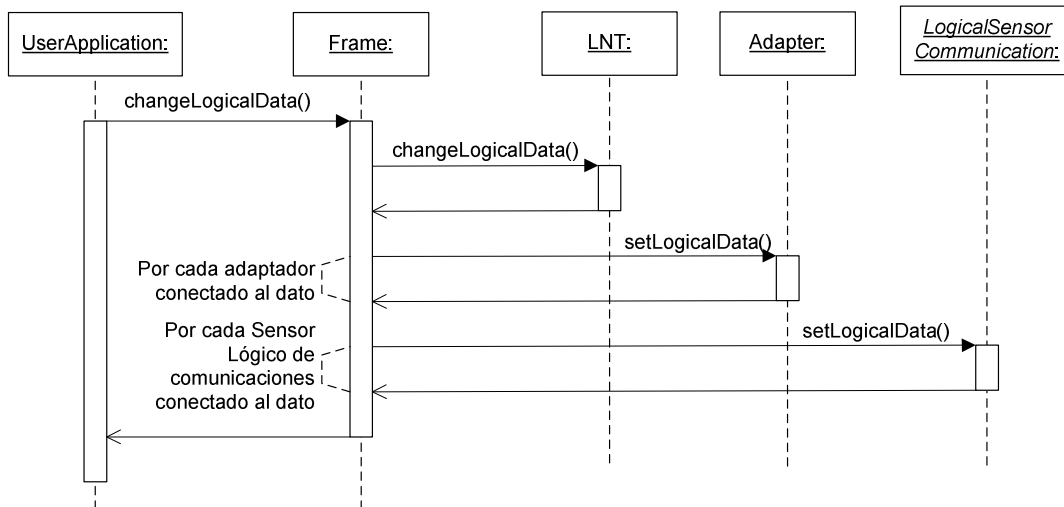 UserApplication:
Frame:
LNT:
Adapter:
LogicalSensor
Communication:
changeLogicalData()
changeLogicalData()
setLogicalData()
Por cada adaptador
conectado al dato
Por cada Sensor
Lógico de
comunicaciones
conectado al dato
setLogicalData()